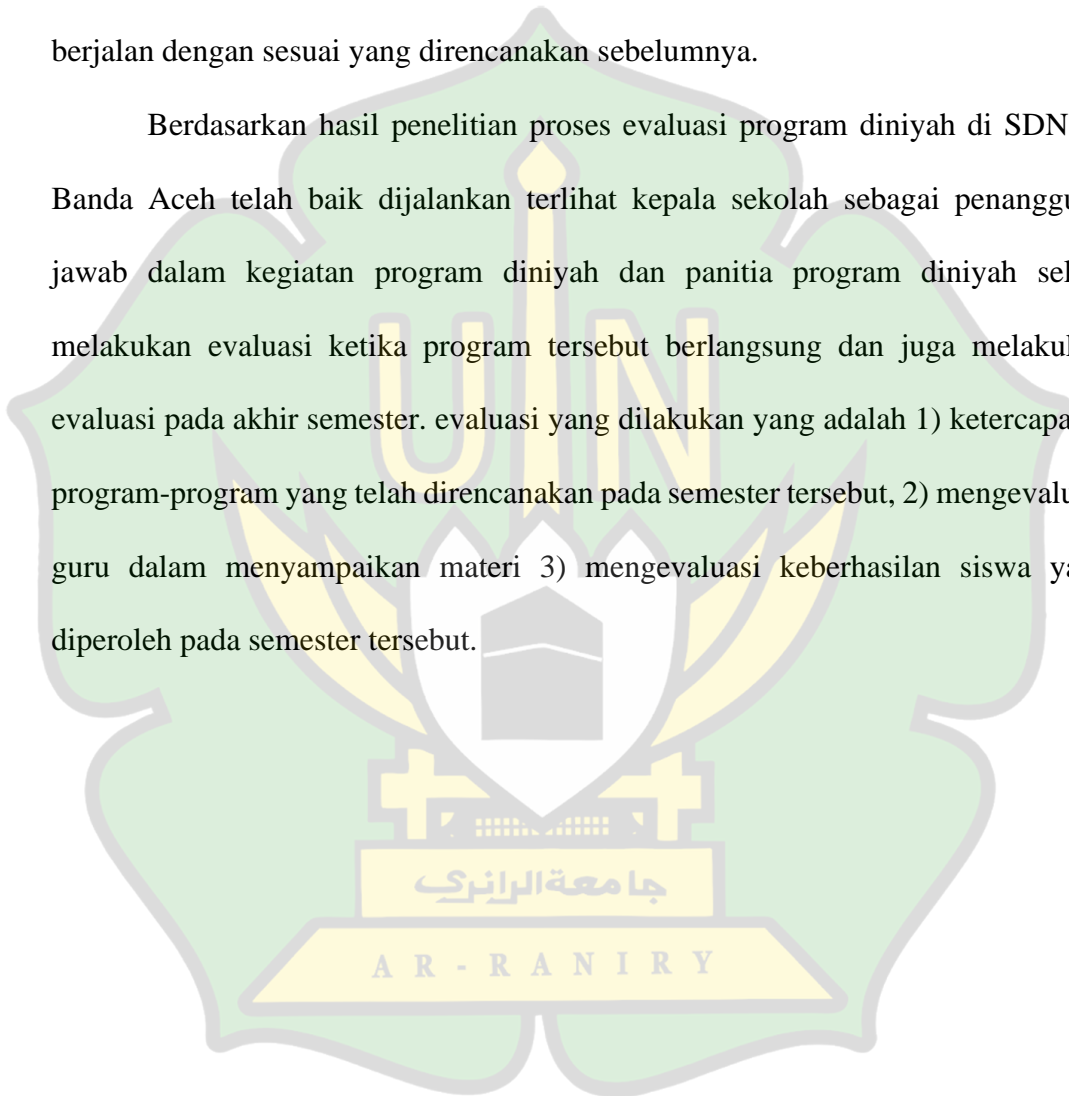 berjalan dengan sesuai yang direncanakan sebelumnya.
Berdasarkan hasil penelitian proses evaluasi program diniyah di SDN
Banda Aceh telah baik dijalankan terlihat kepala sekolah sebagai penanggu
jawab dalam kegiatan program diniyah dan panitia program diniyah sel
melakukan evaluasi ketika program tersebut berlangsung dan juga melakul
evaluasi pada akhir semester. evaluasi yang dilakukan yang adalah 1) ketercapa
program-program yang telah direncanakan pada semester tersebut, 2) mengevalu
guru dalam menyampaikan materi 3) mengevaluasi keberhasilan siswa ya
diperoleh pada semester tersebut.
UIN
جامعة الرانري
AR-RANIRY